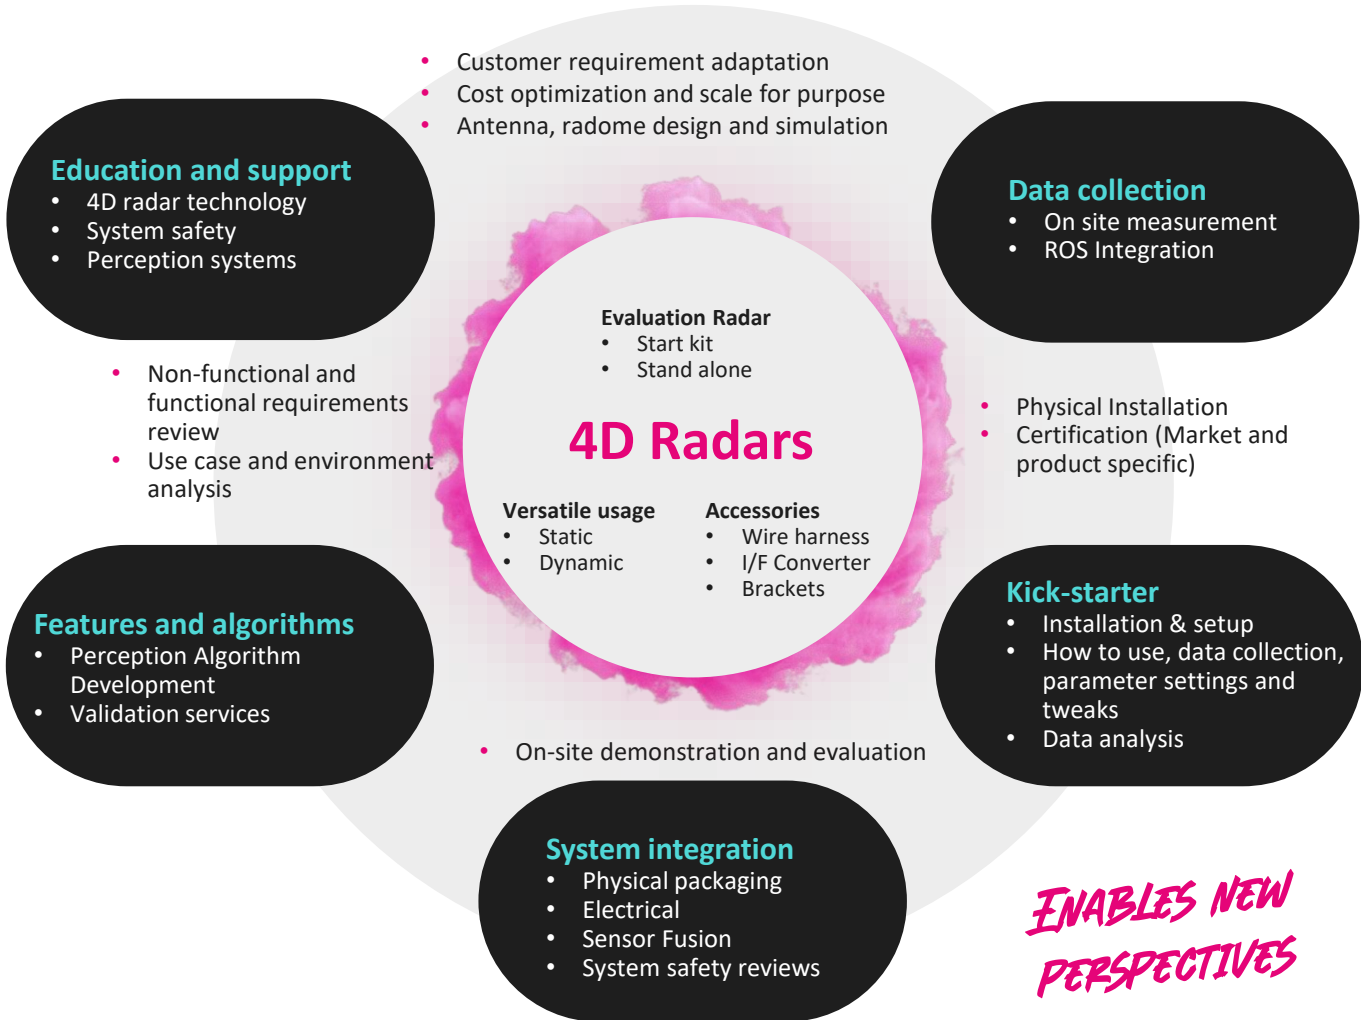 • Customer requirement adaptation
• Cost optimization and scale for purpose
• Antenna, radome design and simulation
Education and support
• 4D radar technology
• System safety
• Perception systems
Data collection
• On site measurement
• ROS Integration
Evaluation Radar
• Start kit
• Stand alone
4D Radars
Versatile usage
• Static
• Dynamic
Accessories
• Wire harness
• I/F Converter
• Brackets
• Non-functional and
functional requirements
review
• Use case and environment
analysis
• Physical Installation
• Certification (Market and
product specific)
Features and algorithms
• Perception Algorithm
Development
• Validation services
Kick-starter
• Installation & setup
• How to use, data collection,
parameter settings and
tweaks
• Data analysis
• On-site demonstration and evaluation
System integration
• Physical packaging
• Electrical
• Sensor Fusion
• System safety reviews
ENABLES NEW
PERSPECTIVES